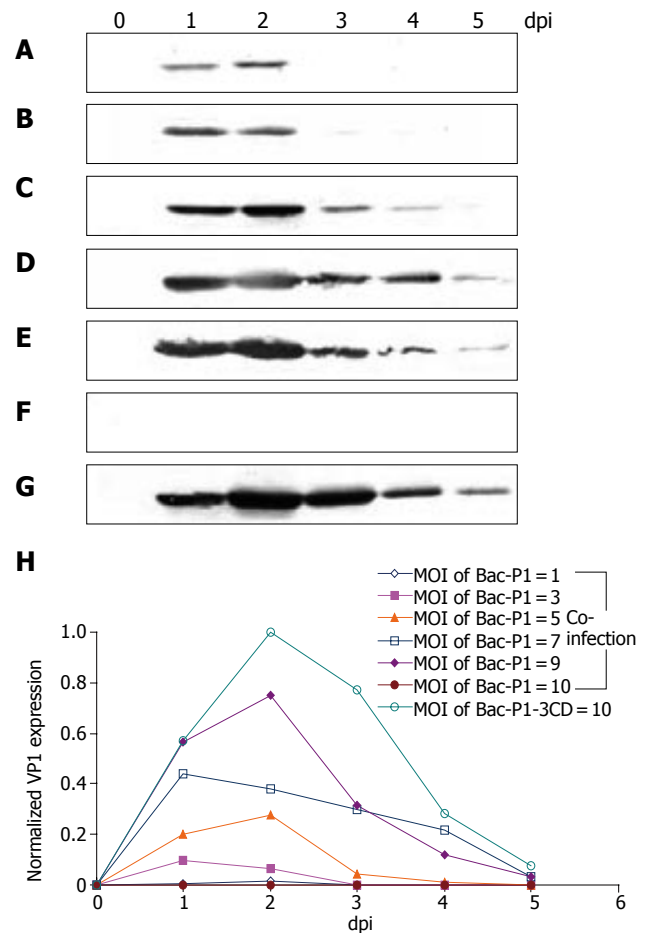 0 1 2 3 4 5 dpi
A
B
C
D
E
F
G
H
MOI of Bac-P1 = 1
MOI of Bac-P1 = 3
MOI of Bac-P1 = 5 Co-
MOI of Bac-P1 = 7 infection
MOI of Bac-P1 = 9
MOI of Bac-P1 = 10
MOI of Bac-P1-3CD = 10
Normalized VP1 expression
1.0
0.8
0.6
0.4
0.2
0
0 1 2 3 4 5 6
dpi